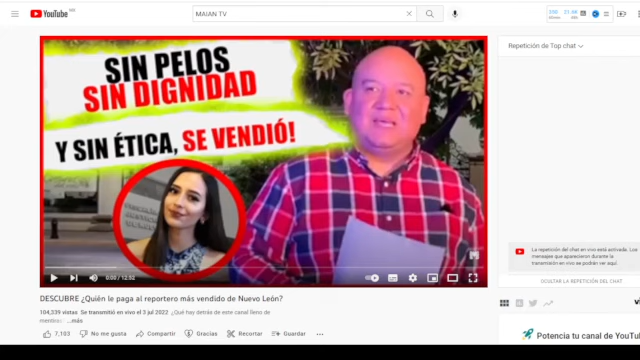 YouTube MX
MAIAN TV
SIN PELOS
SIN DIGNIDAD
Y SIN ÉTICA, SE VENDIÓ!
0:00 / 12:52
DESCUBRE ¿Quién le paga al reportero más vendido de Nuevo León?
104,339 vistas Se transmitió en vivo el 3 jul 2022 ¿Qué hay detrás de este canal lleno de
mentiras ...más
7,103 No me gusta Compartir Gracias Recortar Guardar ...
Repetición de Top chat
La repetición del chat en vivo está activada. Los
mensajes que aparecieron durante la
transmisión en vivo se podrán ver aquí.
OCULTAR LA REPETICIÓN DEL CHAT
Potencia tu canal de YouTub